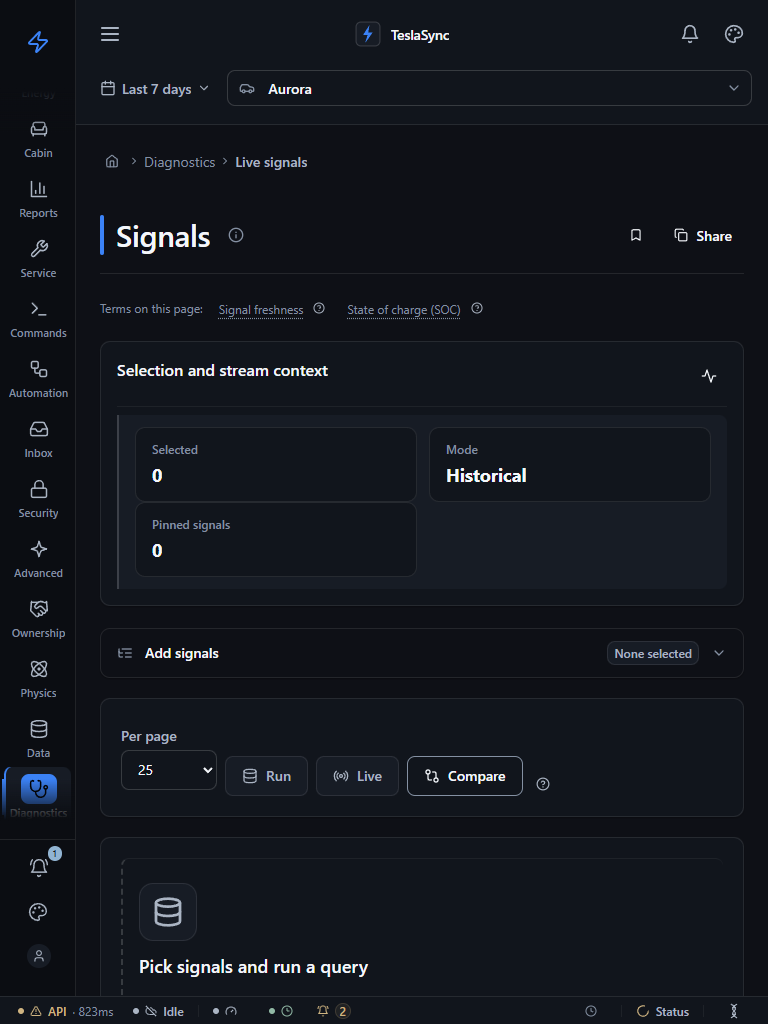 TeslaSync
Last 7 days
Aurora
Energy
Cabin
Reports
Service
Commands
Automation
Inbox
Security
Advanced
Ownership
Physics
Data
Diagnostics
1
Diagnostics
Live signals
Signals
Share
Terms on this page: Signal freshness State of charge (SOC)
Selection and stream context
Selected
0
Mode
Historical
Pinned signals
0
Add signals
None selected
Per page
25
Run
Live
Compare
Pick signals and run a query
API · 823ms
Idle
2
Status